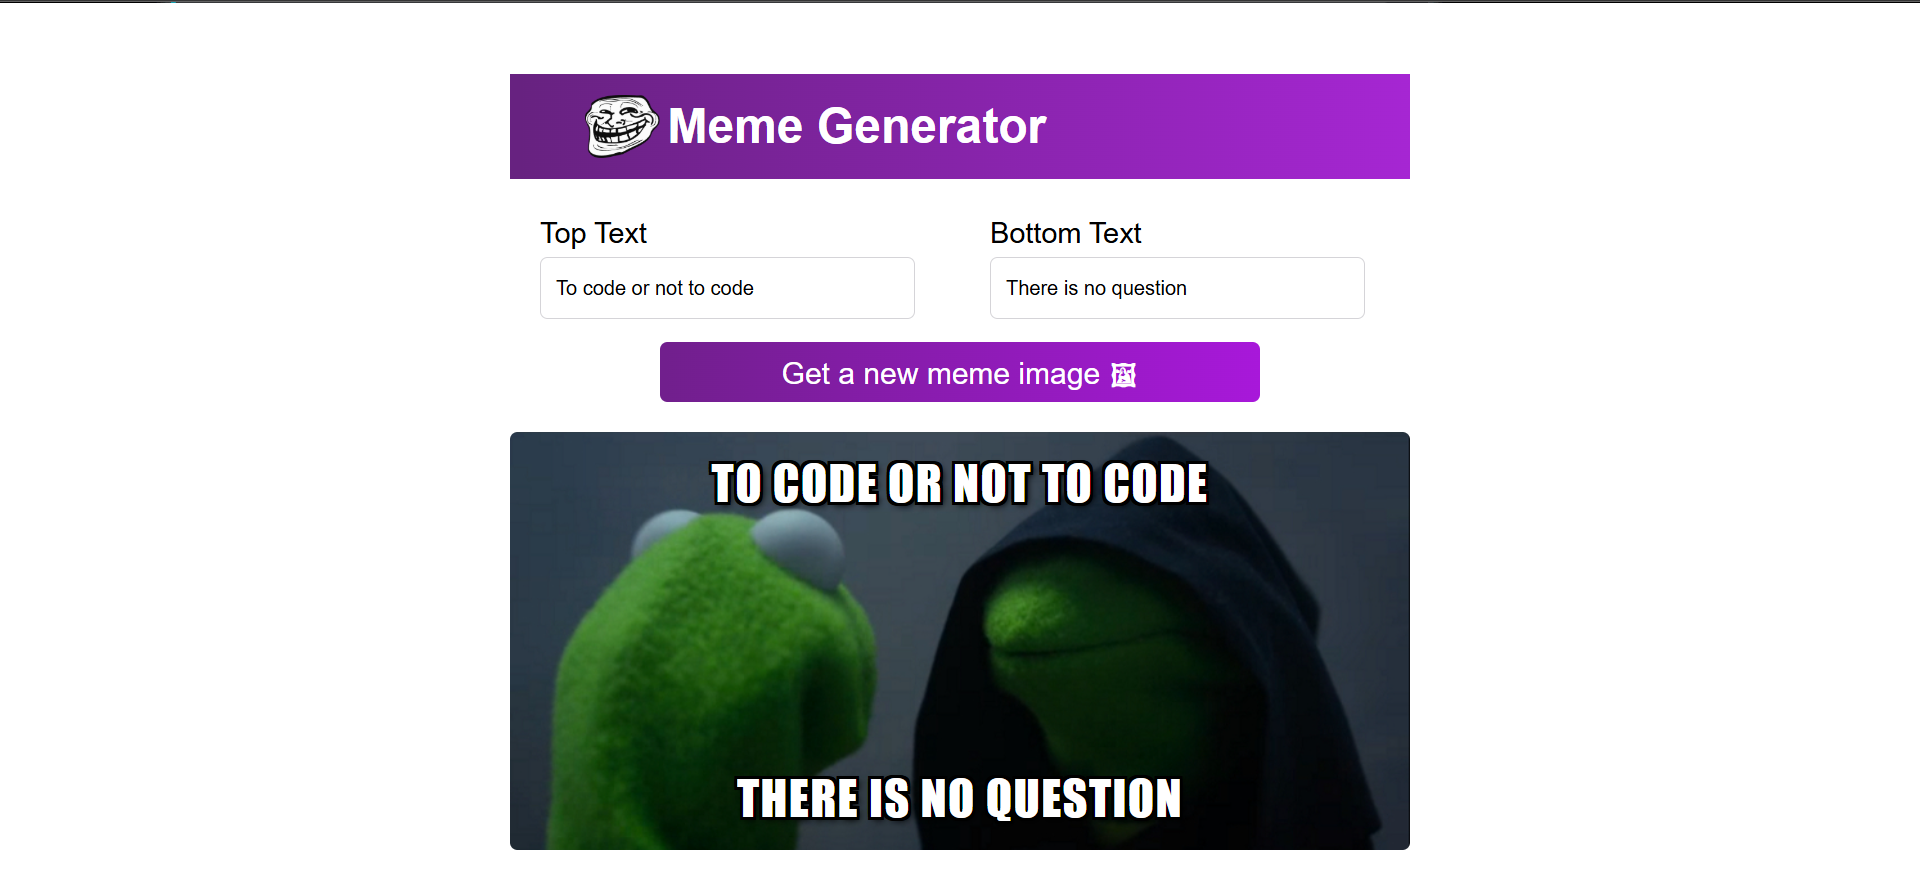 Meme Generator
Top Text
Bottom Text
To code or not to code
There is no question
Get a new meme image 🖼
TO CODE OR NOT TO CODE
THERE IS NO QUESTION